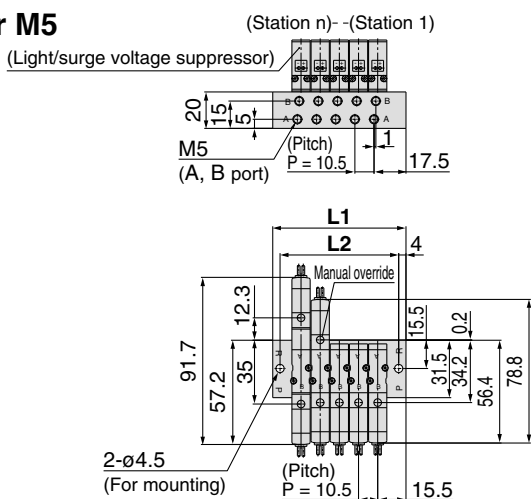 r M5
(Station n)- -(Station 1)
(Light/surge voltage suppressor)
B B
A A
20
15
5
M5
(A, B port)
(Pitch)
P = 10.5
1
17.5
L1
L2
4
Manual override
12.3
15.5
0.2
91.7
57.2
35
R R
P P
31.5
34.2
56.4
78.8
A A A A A
B B B B B
2-ø4.5
(For mounting)
(Pitch)
P = 10.5
15.5